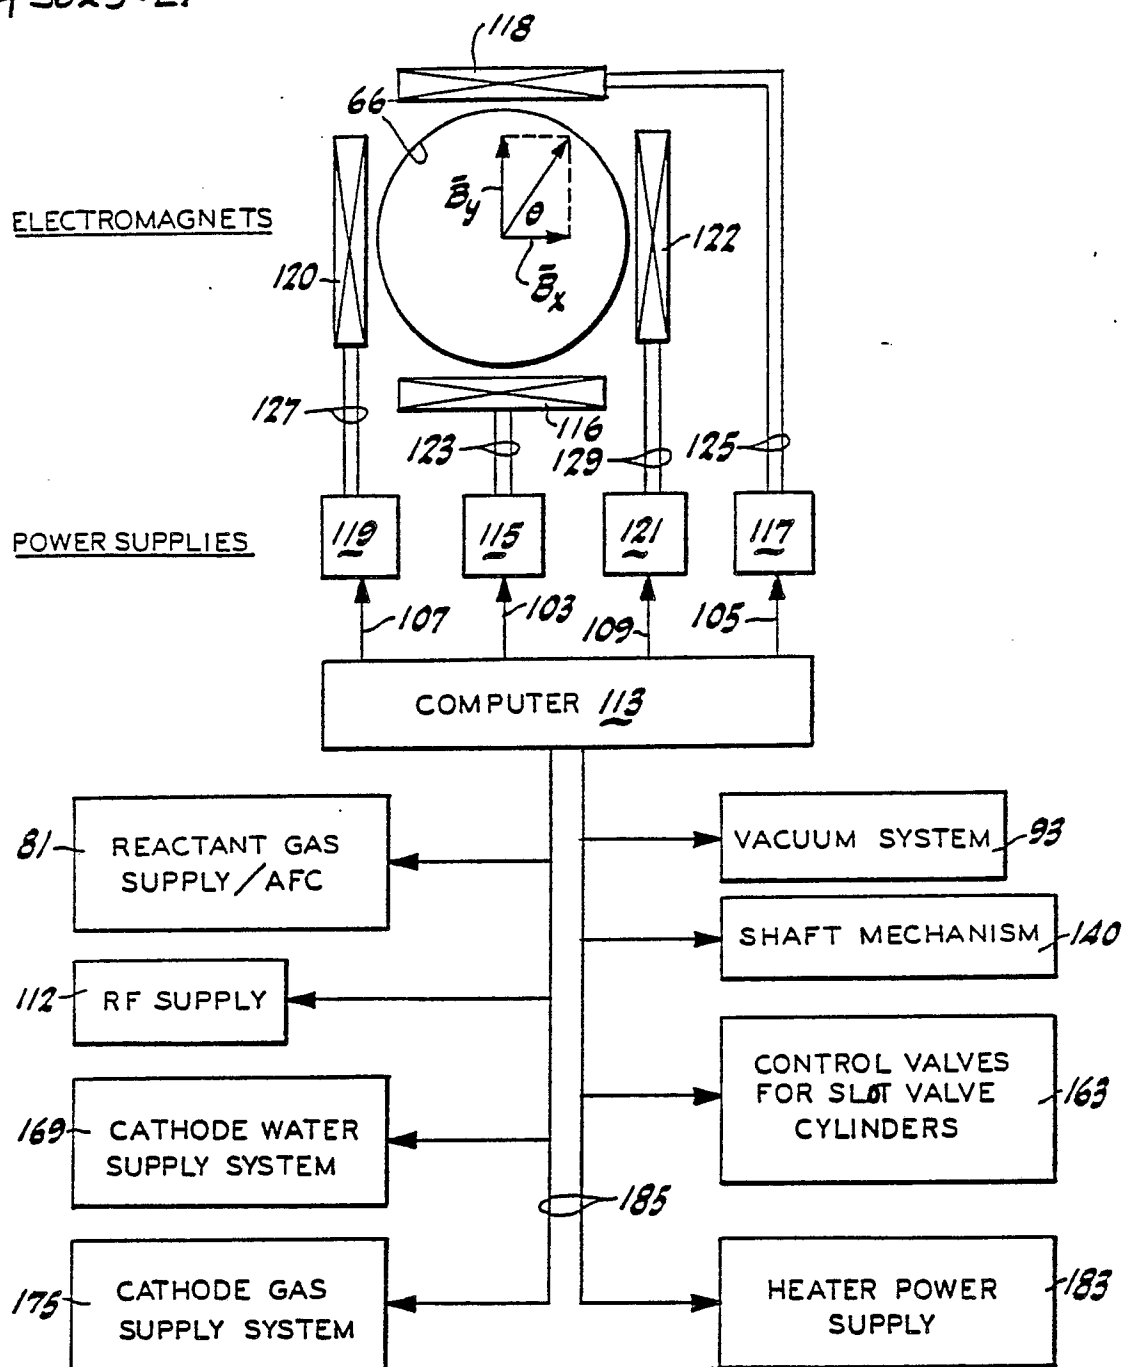 118
66
B̄y
θ
B̄x
ELECTROMAGNETS
120
122
127
123
116
129
125
POWER SUPPLIES
119
115
121
117
107
103
109
105
COMPUTER 113
81
REACTANT GAS
SUPPLY/AFC
VACUUM SYSTEM
93
SHAFT MECHANISM
140
112
RF SUPPLY
CONTROL VALVES
FOR SLOT VALVE
CYLINDERS
163
169
CATHODE WATER
SUPPLY SYSTEM
185
175
CATHODE GAS
SUPPLY SYSTEM
HEATER POWER
SUPPLY
183